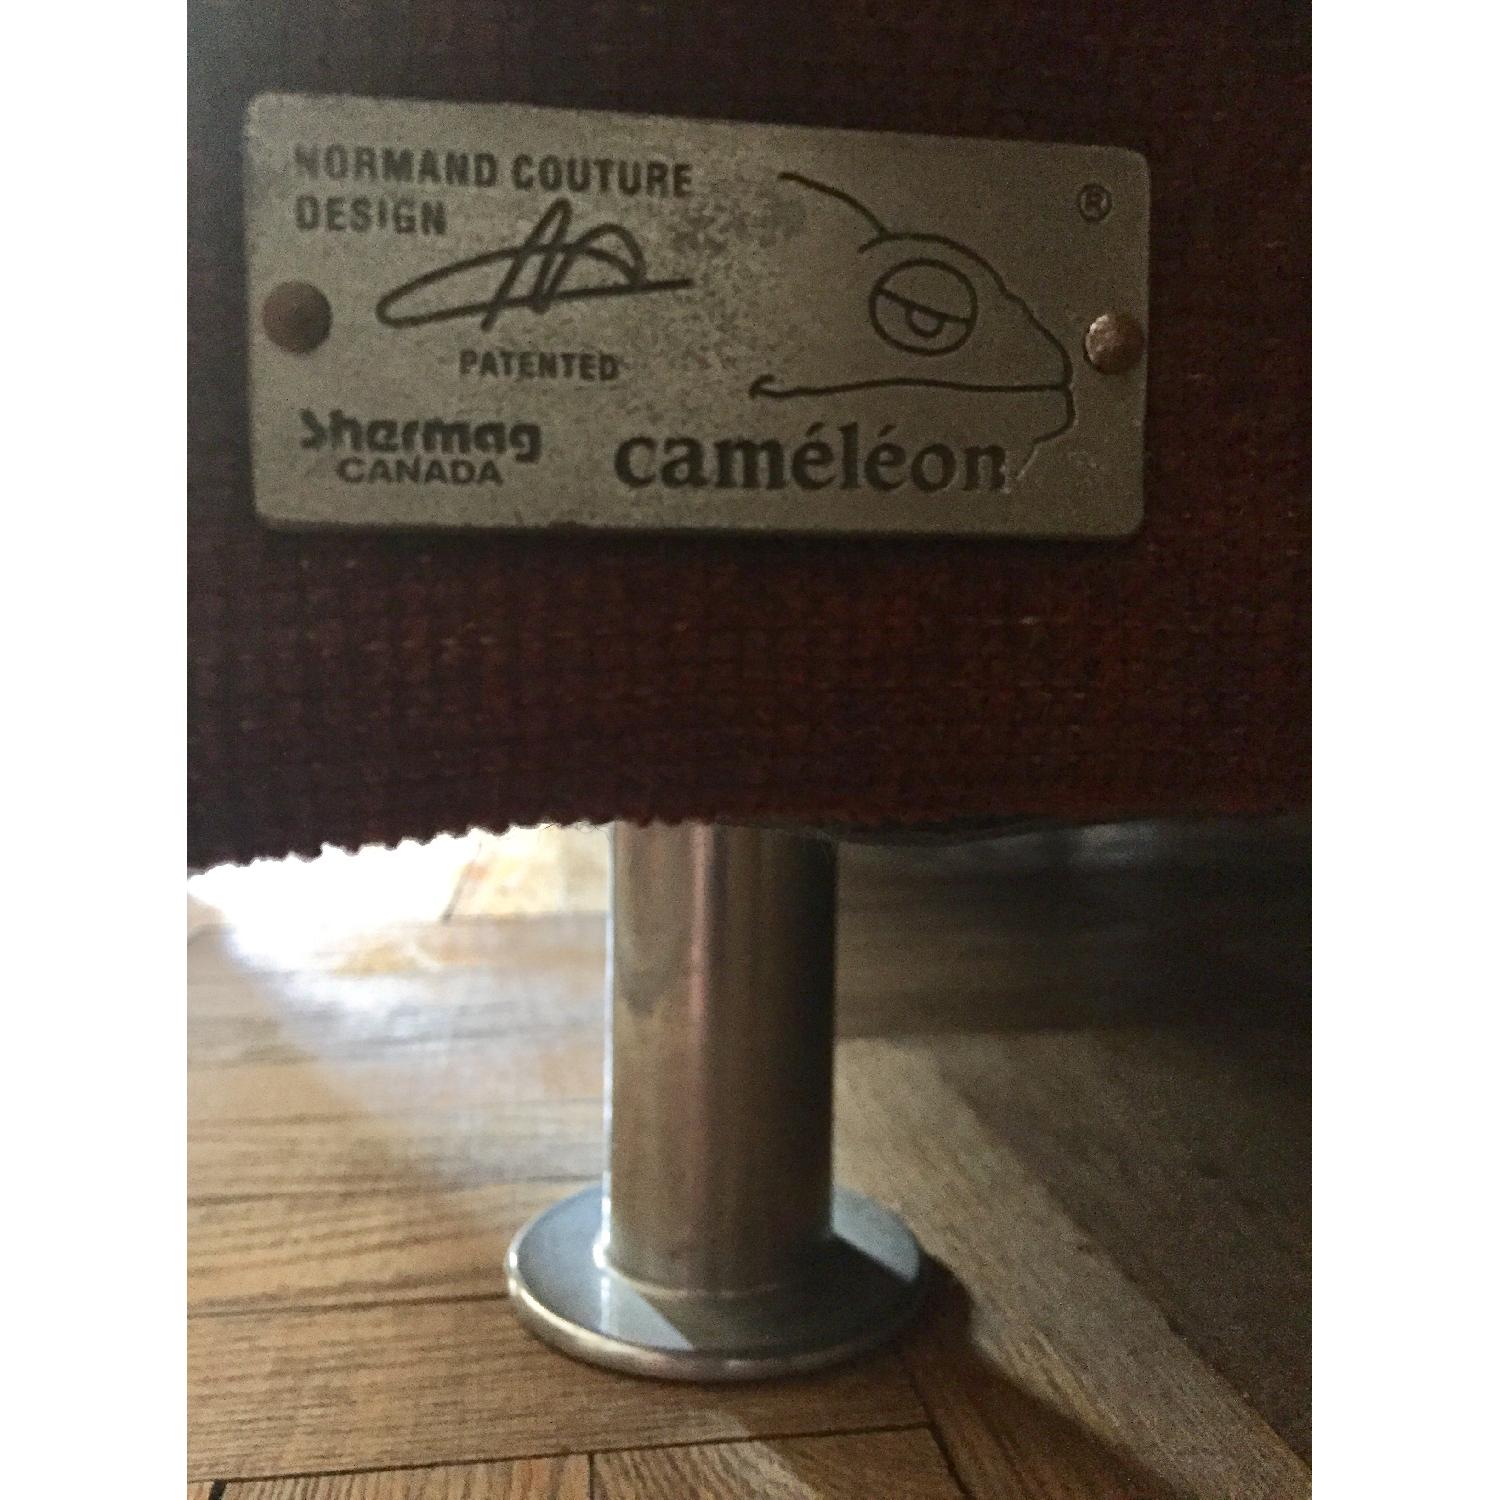 NORMAND COUTURE
DESIGN
PATENTED
Shermag
CANADA
caméléon
®